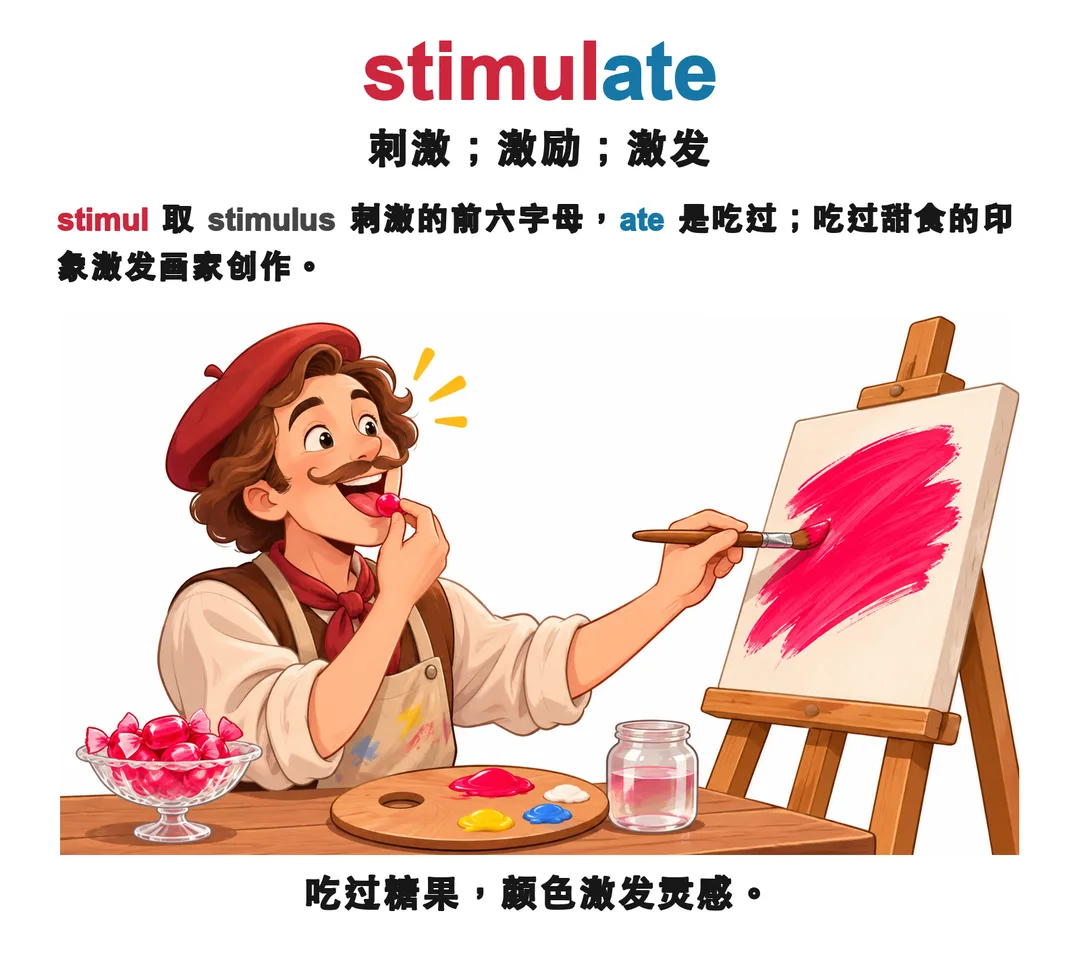 stimulate
刺激；激励；激发
stimul 取 stimulus 刺激的前六字母，ate 是吃过；吃过甜食的印
象激发画家创作。
吃过糖果，颜色激发灵感。